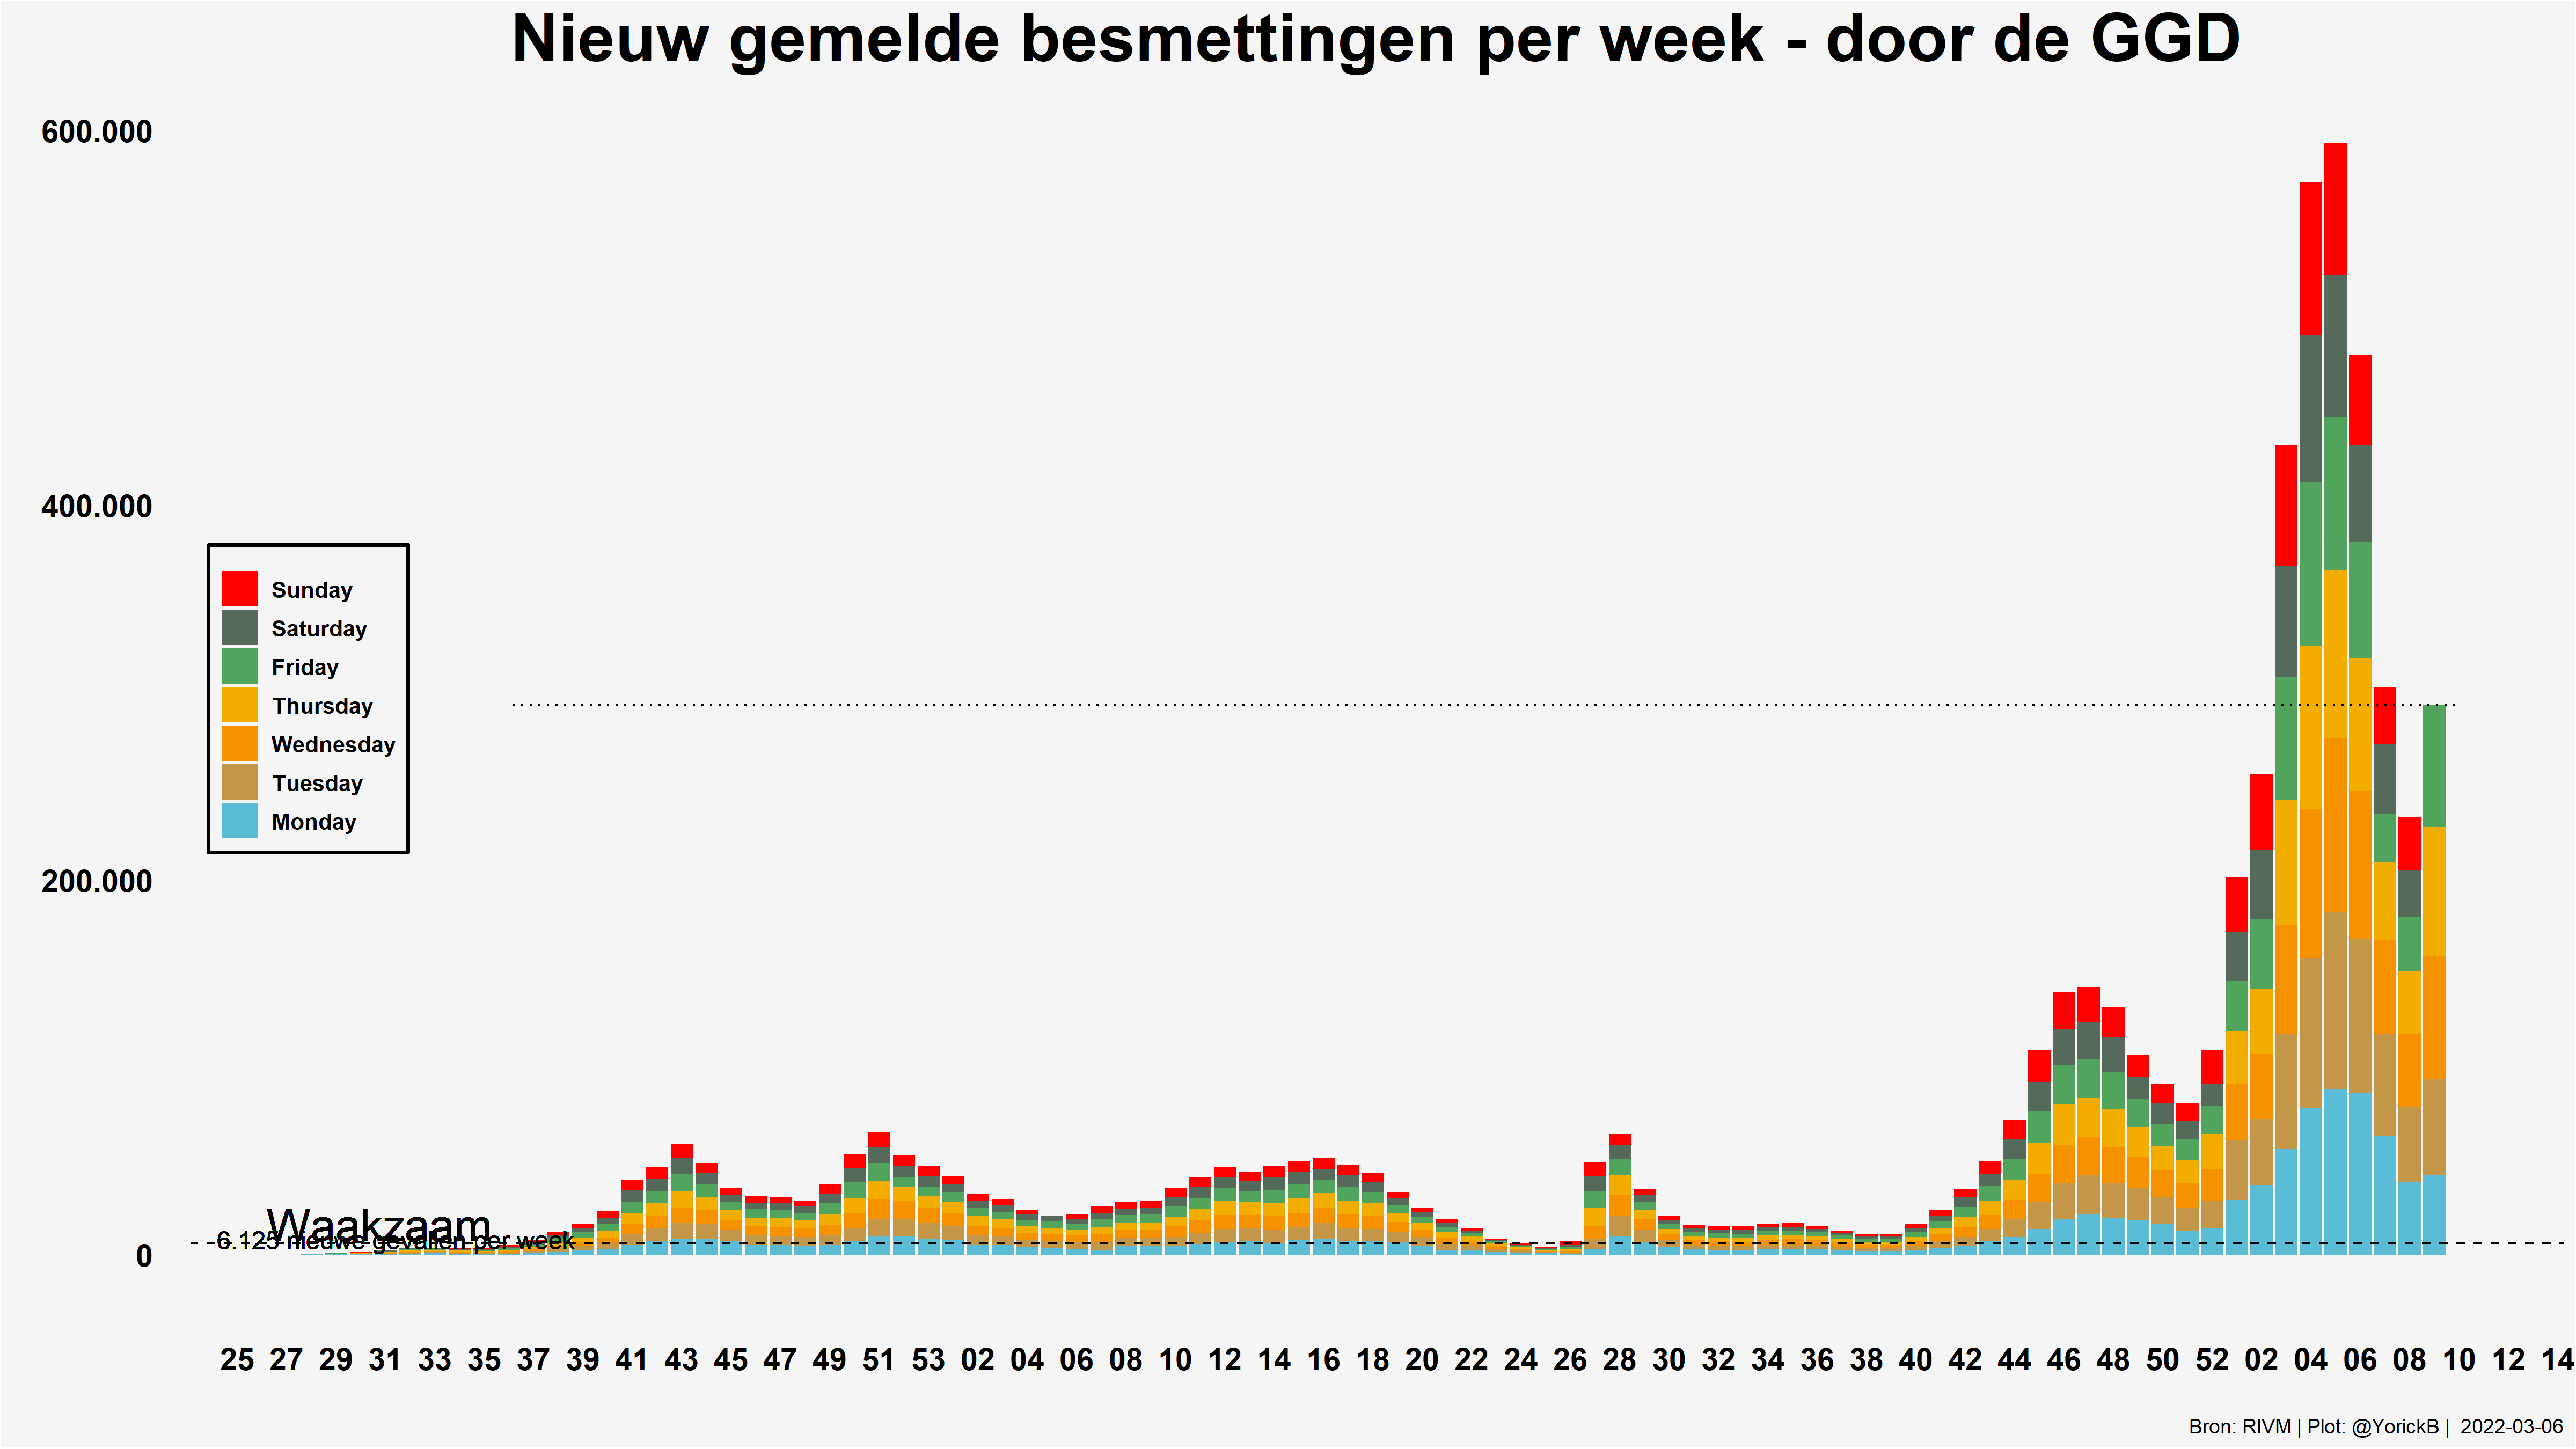 Nieuw gemelde besmettingen per week - door de GGD
600.000
400.000
200.000
0
Sunday
Saturday
Friday
Thursday
Wednesday
Tuesday
Monday
Waakzaam
6.125 nieuwe gevallen per week
25 27 29 31 33 35 37 39 41 43 45 47 49 51 53 02 04 06 08 10 12 14 16 18 20 22 24 26 28 30 32 34 36 38 40 42 44 46 48 50 52 02 04 06 08 10 12 14
Bron: RIVM | Plot: @YorickB | 2022-03-06